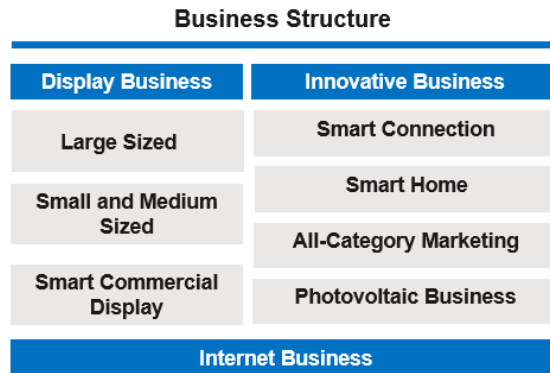 Business Structure
Display Business
Large Sized
Small and Medium
Sized
Smart Commercial
Display
Innovative Business
Smart Connection
Smart Home
All-Category Marketing
Photovoltaic Business
Internet Business